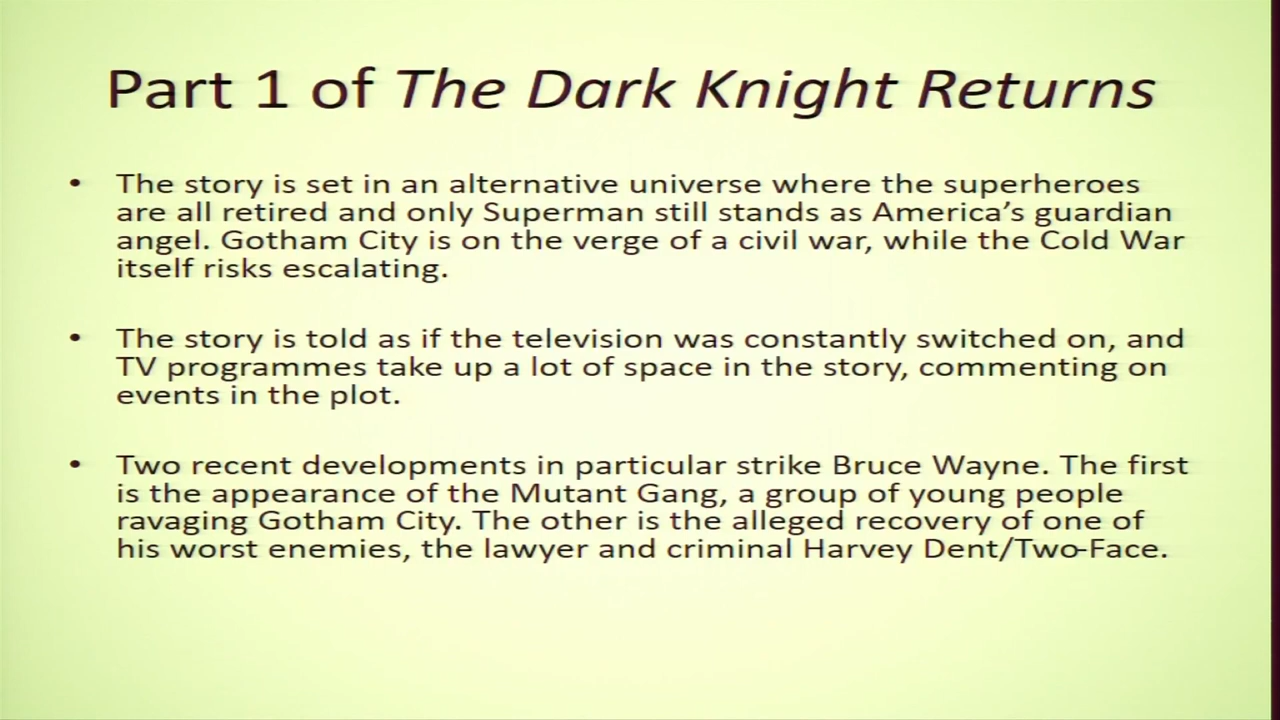 Part 1 of The Dark Knight Returns
• The story is set in an alternative universe where the superheroes
are all retired and only Superman still stands as America’s guardian
angel. Gotham City is on the verge of a civil war, while the Cold War
itself risks escalating.
• The story is told as if the television was constantly switched on, and
TV programmes take up a lot of space in the story, commenting on
events in the plot.
• Two recent developments in particular strike Bruce Wayne. The first
is the appearance of the Mutant Gang, a group of young people
ravaging Gotham City. The other is the alleged recovery of one of
his worst enemies, the lawyer and criminal Harvey Dent/Two-Face.